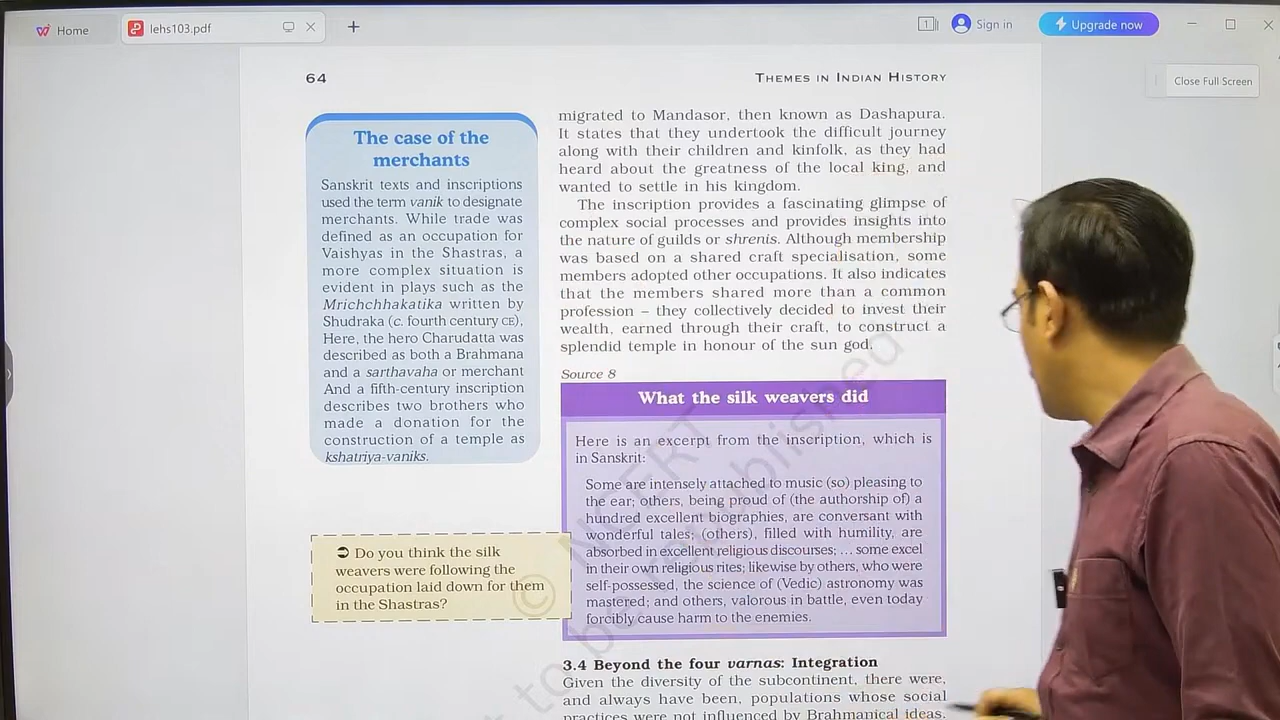 Home
lehs103.pdf
Sign in
Upgrade now
Close Full Screen
64
THEMES IN INDIAN HISTORY
The case of the
merchants
Sanskrit texts and inscriptions
used the term vanik to designate
merchants. While trade was
defined as an occupation for
Vaishyas in the Shastras, a
more complex situation is
evident in plays such as the
Mrichchhakatika written by
Shudraka (c. fourth century CE),
Here, the hero Charudatta was
described as both a Brahmana
and a sarthavaha or merchant
And a fifth-century inscription
describes two brothers who
made a donation for the
construction of a temple as
kshatriya-vaniks.
➲ Do you think the silk
weavers were following the
occupation laid down for them
in the Shastras?
migrated to Mandasor, then known as Dashapura.
It states that they undertook the difficult journey
along with their children and kinfolk, as they had
heard about the greatness of the local king, and
wanted to settle in his kingdom.
The inscription provides a fascinating glimpse of
complex social processes and provides insights into
the nature of guilds or shrenis. Although membership
was based on a shared craft specialisation, some
members adopted other occupations. It also indicates
that the members shared more than a common
profession – they collectively decided to invest their
wealth, earned through their craft, to construct a
splendid temple in honour of the sun god.
Source 8
What the silk weavers did
Here is an excerpt from the inscription, which is
in Sanskrit:
Some are intensely attached to music (so) pleasing to
the ear; others, being proud of (the authorship of) a
hundred excellent biographies, are conversant with
wonderful tales; (others), filled with humility, are
absorbed in excellent religious discourses; … some excel
in their own religious rites; likewise by others, who were
self-possessed, the science of (Vedic) astronomy was
mastered; and others, valorous in battle, even today
forcibly cause harm to the enemies.
3.4 Beyond the four varnas: Integration
Given the diversity of the subcontinent, there were,
and always have been, populations whose social
practices were not influenced by Brahmanical ideas.
© NCERT
not to be republished